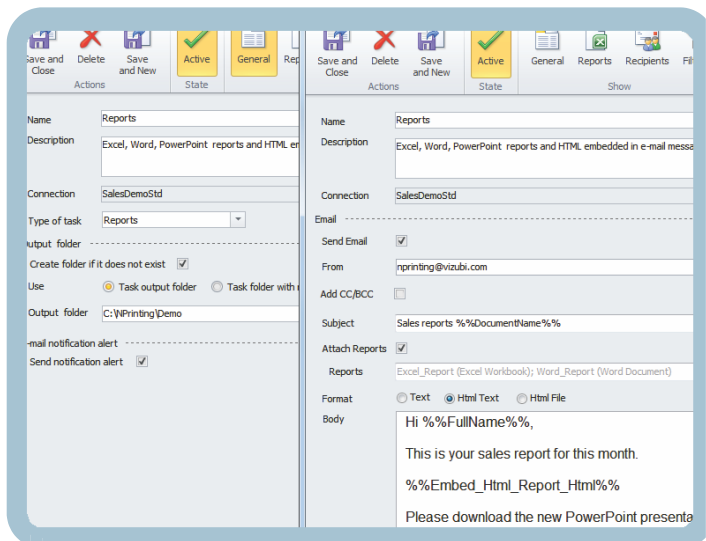 Save and Close
Delete
Save and New
Active
General
Actions
State
Name
Reports
Description
Excel, Word, PowerPoint reports and HTML
Connection
SalesDemoStd
Type of task
Reports
Output folder
Create folder if it does not exist
Use
Task output folder
Task folder with
Output folder
C:\NPrinting\Demo
-mail notification alert
Send notification alert
Save and Close
Delete
Save and New
Active
General
Reports
Recipients
Actions
State
Show
Name
Reports
Description
Excel, Word, PowerPoint reports and HTML embedded in e-mail messa
Connection
SalesDemoStd
Email
Send Email
From
nprinting@vizubi.com
Add CC/BCC
Subject
Sales reports %%DocumentName%%
Attach Reports
Reports
Excel_Report (Excel Workbook); Word_Report (Word Document)
Format
Text
Html Text
Html File
Body
Hi %%FullName%%,
This is your sales report for this month.
%%Embed_Html_Report_Html%%
Please download the new PowerPoint presenta